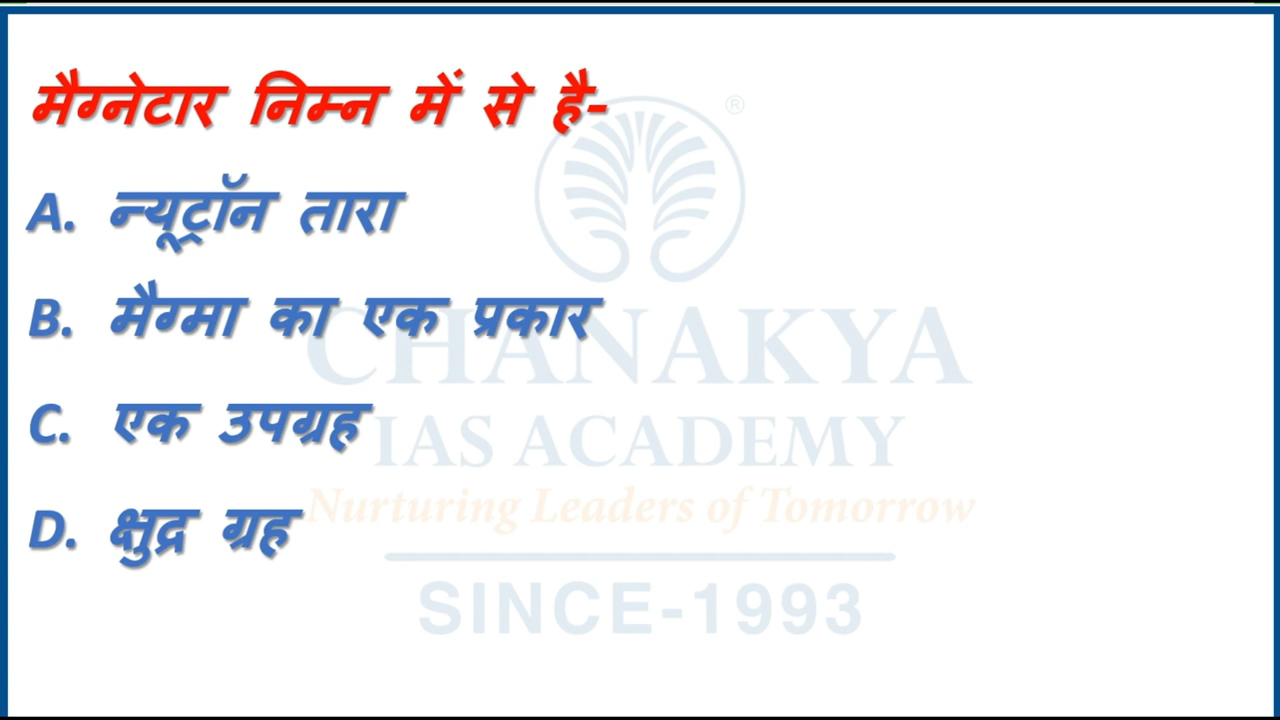 मैग्नेटार निम्न में से है-
A. न्यूट्रॉन तारा
B. मैग्मा का एक प्रकार
C. एक उपग्रह
D. क्षुद्र ग्रह
®
CHANAKYA
IAS ACADEMY
Nurturing Leaders of Tomorrow
SINCE-1993